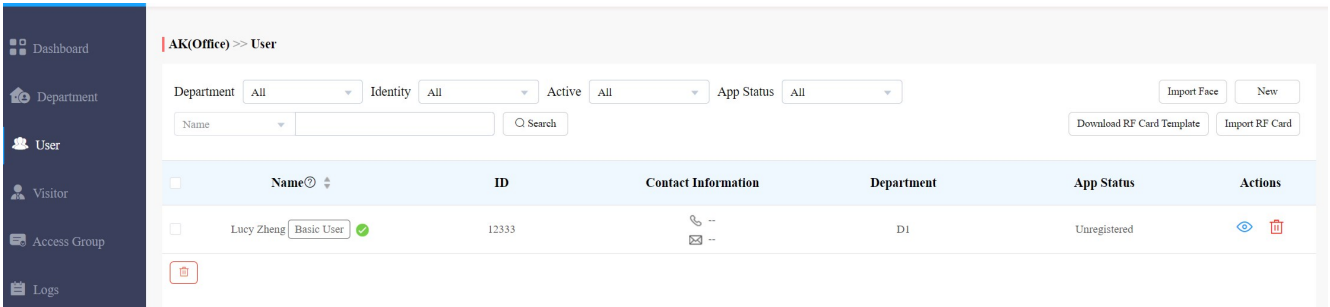 Dashboard
Department
User
Visitor
Access Group
Logs
AK(Office) >> User
Department All Identity All Active All App Status All Import Face New
Name Search Download RF Card Template Import RF Card
Name ID Contact Information Department App Status Actions
Lucy Zheng Basic User 12333 -- D1 Unregistered
--